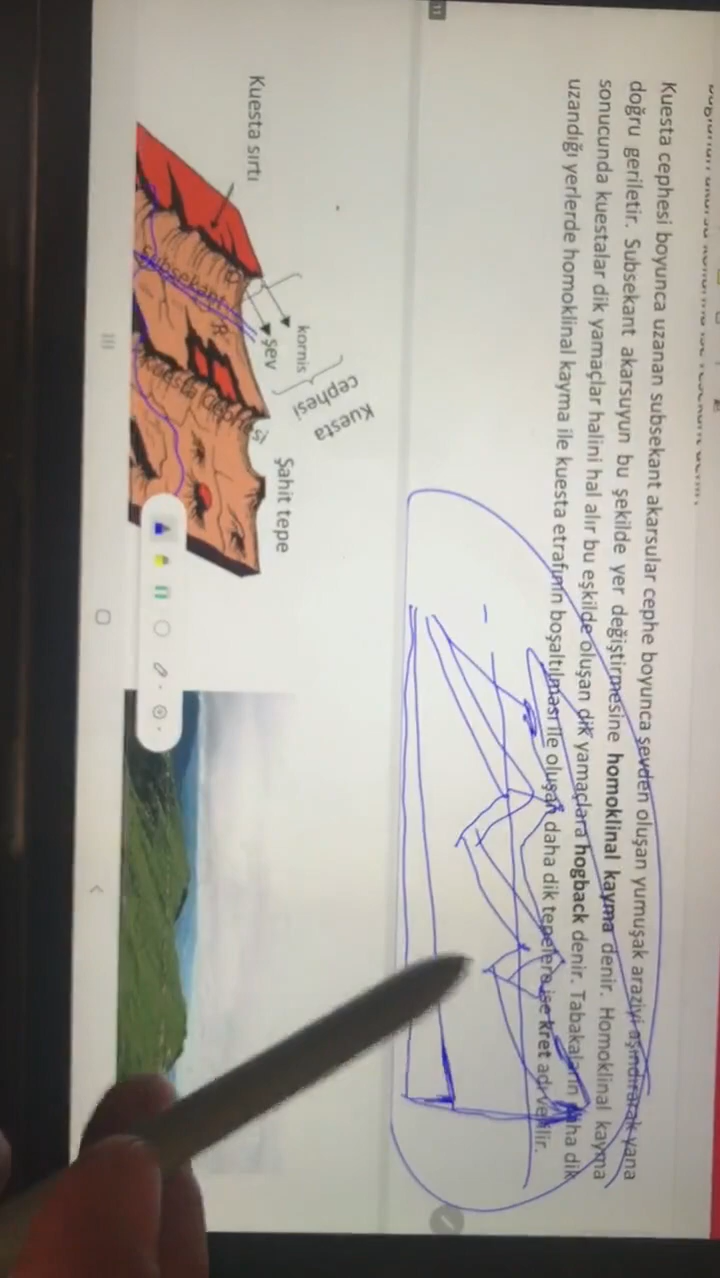 Kuesta cephesi boyunca uzanan subsekant akarsular cephe boyunca şevden oluşan yumuşak araziyi aşındırarak yana
doğru geriletir. Subsekant akarsuyun bu şekilde yer değiştirmesine homoklinal kayma denir. Homoklinal kayma
sonucunda kuestalar dik yamaçlar halini hal alır bu eşkilde oluşan dik yamaçlara hogback denir. Tabakaların daha dik
uzandığı yerlerde homoklinal kayma ile kuesta etrafının boşaltılması ile oluşan daha dik tepelere ise kret adı verilir.
11
Kuesta sırtı
kornis
şev
Kuesta
cephesi
Şahit tepe
Subsekant
Kuesta Cephesi